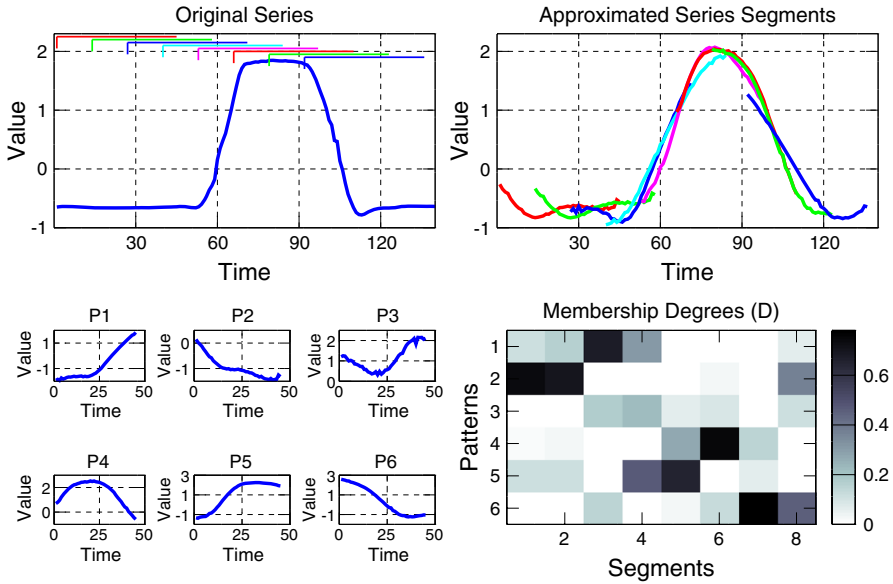 Original Series
Value
2
1
0
-1
30
60
90
120
Time
Approximated Series Segments
Value
2
1
0
-1
30
60
90
120
Time
P1
Value
1
-1
0
25
50
Time
P2
Value
0
-1
0
25
50
Time
P3
Value
2
1
0
0
25
50
Time
P4
Value
2
0
0
25
50
Time
P5
Value
3
1
-1
0
25
50
Time
P6
Value
3
1
-1
0
25
50
Time
Membership Degrees (D)
Patterns
1
2
3
4
5
6
2
4
6
8
Segments
0.6
0.4
0.2
0